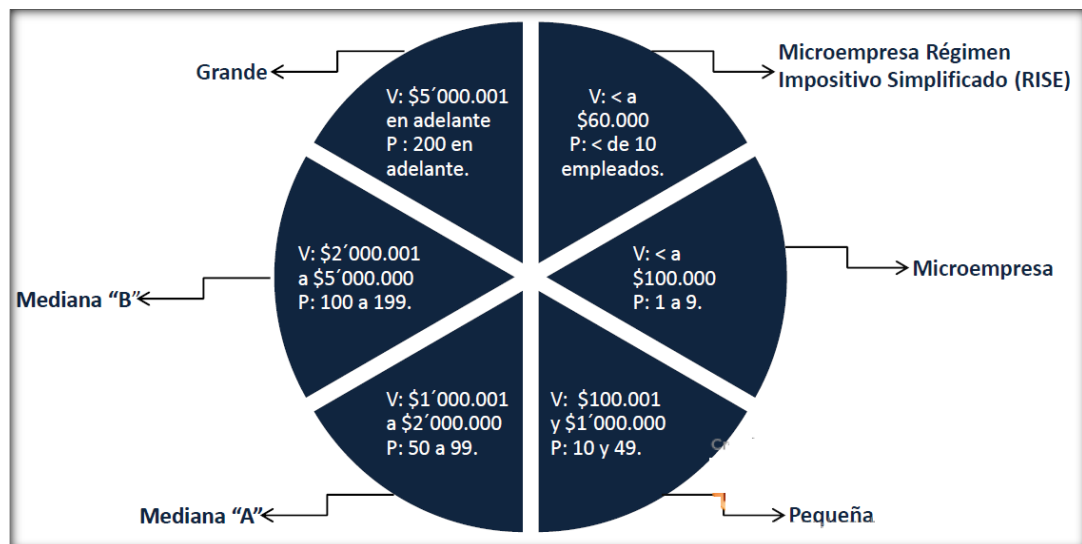 Grande
V: $5´000.001
en adelante
P : 200 en
adelante.
Microempresa Régimen
Impositivo Simplificado (RISE)
V: < a
$60.000
P: < de 10
empleados.
Mediana “B”
V: $2´000.001
a $5´000.000
P: 100 a 199.
V: < a
$100.000
P: 1 a 9.
Microempresa
Mediana “A”
V: $1´000.001
a $2´000.000
P: 50 a 99.
V: $100.001
y $1´000.000
P: 10 y 49.
Pequeña